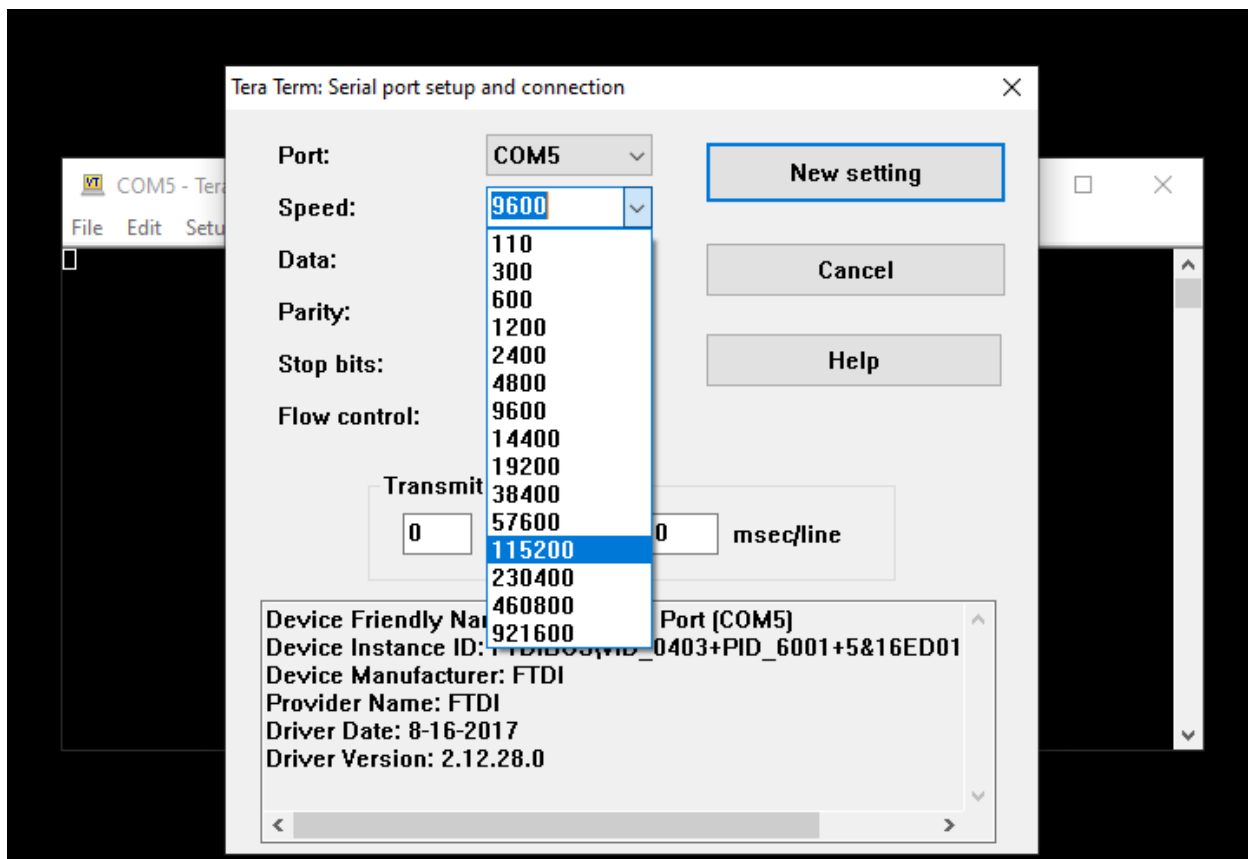 Tera Term: Serial port setup and connection
COM5 - Tera
File Edit Setu
Port: COM5 New setting
Speed: 9600
Data: Cancel
Parity:
Stop bits: Help
Flow control:
110
300
600
1200
2400
4800
9600
14400
19200
38400
57600
115200
230400
460800
921600
Transmit
0 0 msec/line
Device Friendly Na Port (COM5)
Device Instance ID: VID_0403+PID_6001+5&16ED01
Device Manufacturer: FTDI
Provider Name: FTDI
Driver Date: 8-16-2017
Driver Version: 2.12.28.0